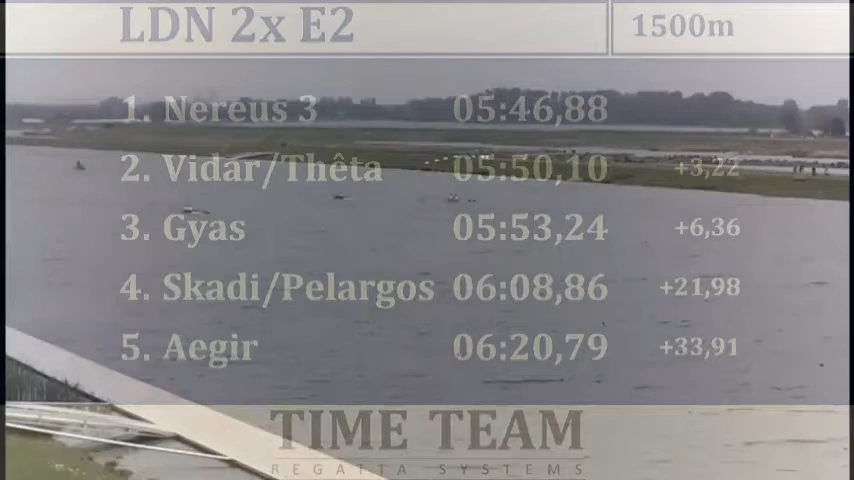 LDN 2x E2 1500m
1. Nereus 3 05:46,88
2. Vidar/Thêta 05:50,10 +3,22
3. Gyas 05:53,24 +6,36
4. Skadi/Pelargos 06:08,86 +21,98
5. Aegir 06:20,79 +33,91
TIME TEAM
REGATTA SYSTEMS